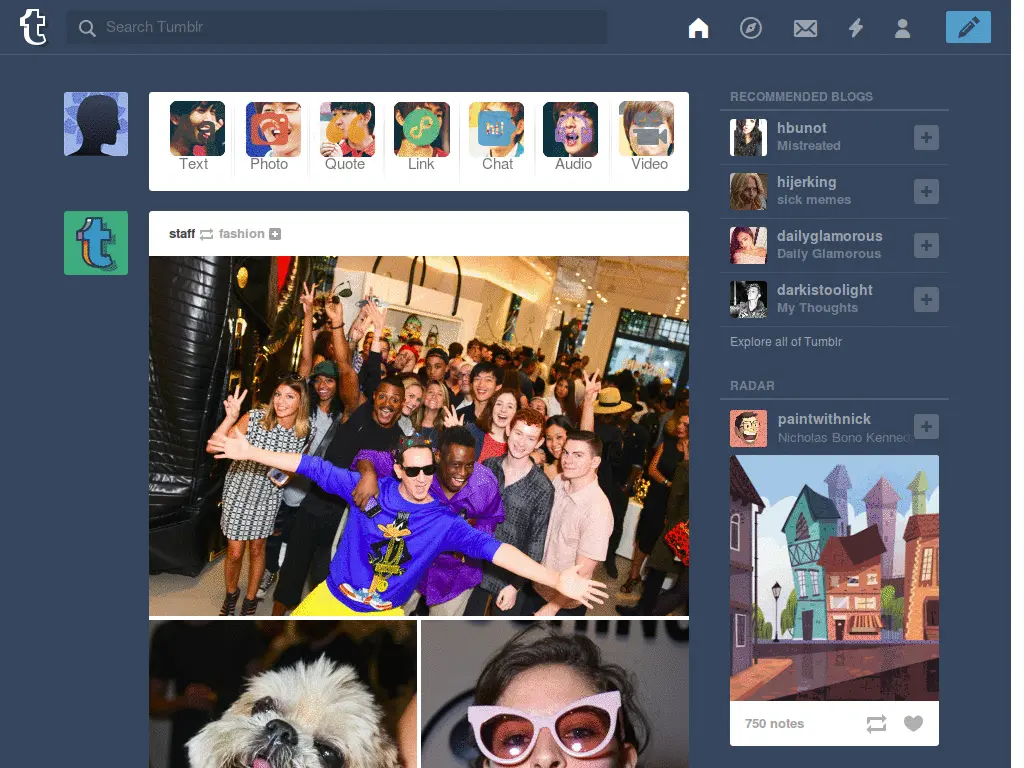 Search Tumblr
Text
Photo
Quote
Link
hi!
Chat
Audio
Video
staff fashion
RECOMMENDED BLOGS
hbunot
Mistreated
hijerking
sick memes
dailyglamorous
Daily Glamorous
darkistoolight
My Thoughts
Explore all of Tumblr
RADAR
paintwithnick
Nicholas Bono Kenned
750 notes